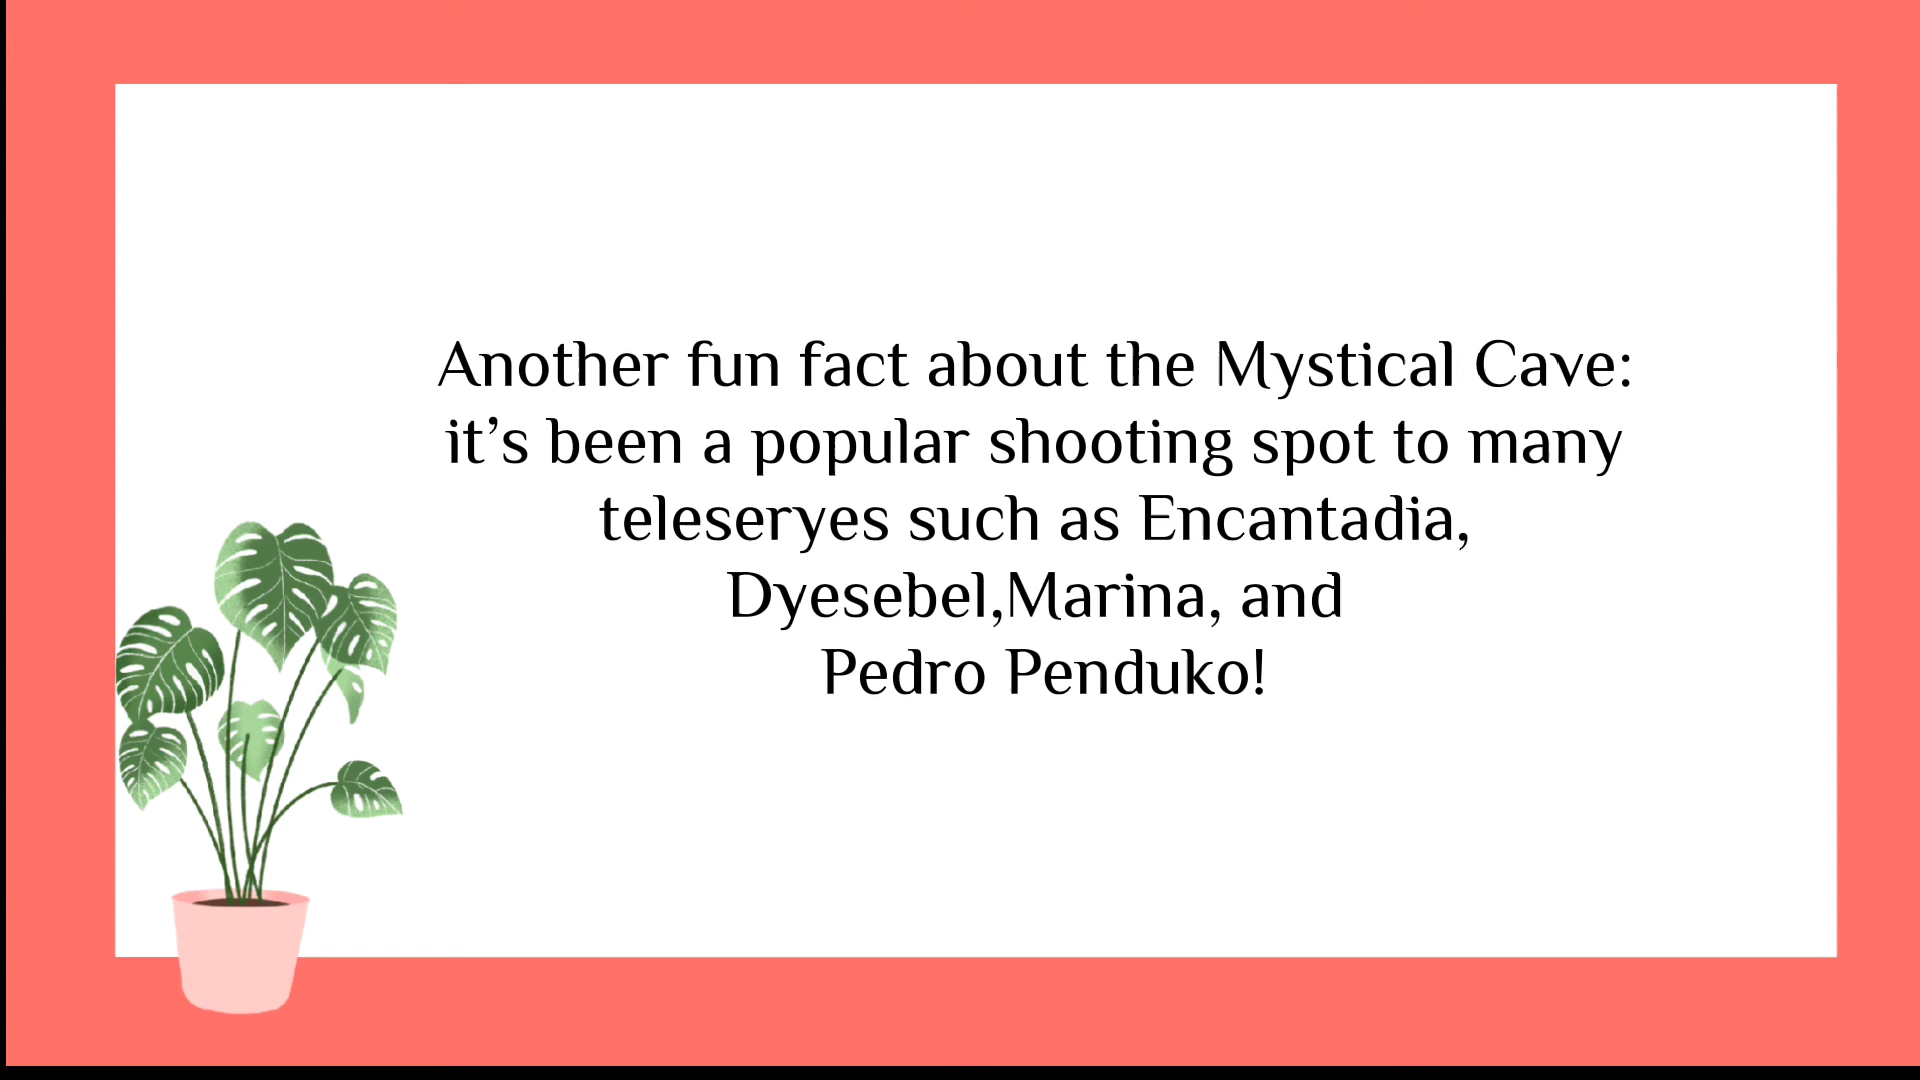 Another fun fact about the Mystical Cave:
it’s been a popular shooting spot to many
teleseryes such as Encantadia,
Dyesebel,Marina, and
Pedro Penduko!